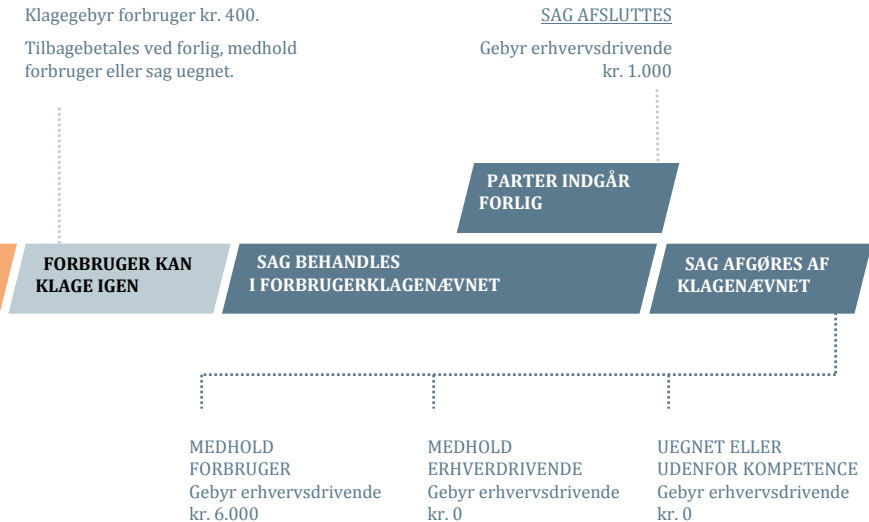 Klagegebyr forbruger kr. 400.
Tilbagebetales ved forlig, medhold
forbruger eller sag uegnet.
SAG AFSLUTTES
Gebyr erhvervsdrivende
kr. 1.000
PARTER INDGÅR
FORLIG
FORBRUGER KAN
KLAGE IGEN
SAG BEHANDLES
I FORBRUGERKLAGENÆVNET
SAG AFGØRES AF
KLAGENÆVNET
MEDHOLD
FORBRUGER
Gebyr erhvervsdrivende
kr. 6.000
MEDHOLD
ERHVERDRIVENDE
Gebyr erhvervsdrivende
kr. 0
UEGNET ELLER
UDENFOR KOMPETENCE
Gebyr erhvervsdrivende
kr. 0